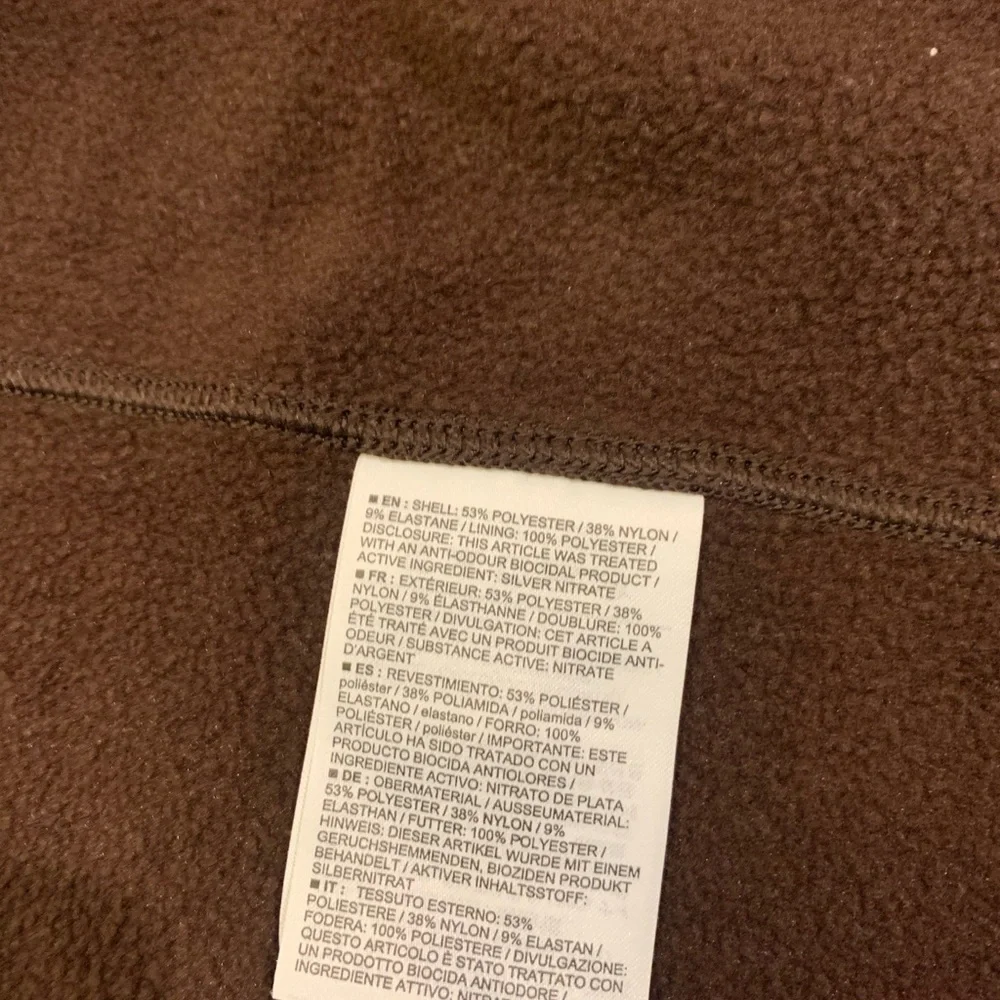 ■ EN : SHELL: 53% POLYESTER / 38% NYLON /
9% ELASTANE / LINING: 100% POLYESTER /
DISCLOSURE: THIS ARTICLE WAS TREATED
WITH AN ANTI-ODOUR BIOCIDAL PRODUCT /
ACTIVE INGREDIENT: SILVER NITRATE
■ FR : EXTÉRIEUR: 53% POLYESTER / 38%
NYLON / 9% ÉLASTHANNE / DOUBLURE: 100%
POLYESTER / DIVULGATION: CET ARTICLE A
ÉTÉ TRAITÉ AVEC UN PRODUIT BIOCIDE ANTI-
ODEUR / SUBSTANCE ACTIVE: NITRATE
D'ARGENT
■ ES : REVESTIMIENTO: 53% POLIÉSTER /
poliéster / 38% POLIAMIDA / poliamida / 9%
ELASTANO / elastano / FORRO: 100%
POLIÉSTER / poliéster / IMPORTANTE: ESTE
ARTÍCULO HA SIDO TRATADO CON UN
PRODUCTO BIOCIDA ANTIOLORES /
INGREDIENTE ACTIVO: NITRATO DE PLATA
■ DE : OBERMATERIAL / AUSSEUMATERIAL:
53% POLYESTER / 38% NYLON / 9%
ELASTHAN / FUTTER: 100% POLYESTER /
HINWEIS: DIESER ARTIKEL WURDE MIT EINEM
GERUCHSHEMMENDEN, BIOZIDEN PRODUKT
BEHANDELT / AKTIVER INHALTSSTOFF:
SILBERNITRAT
■ IT : TESSUTO ESTERNO: 53%
POLIESTERE / 38% NYLON / 9% ELASTAN /
FODERA: 100% POLIESTERE / DIVULGAZIONE:
QUESTO ARTICOLO È STATO TRATTATO CON
UN PRODOTTO BIOCIDA ANTIODORE /
INGREDIENTE ATTIVO: